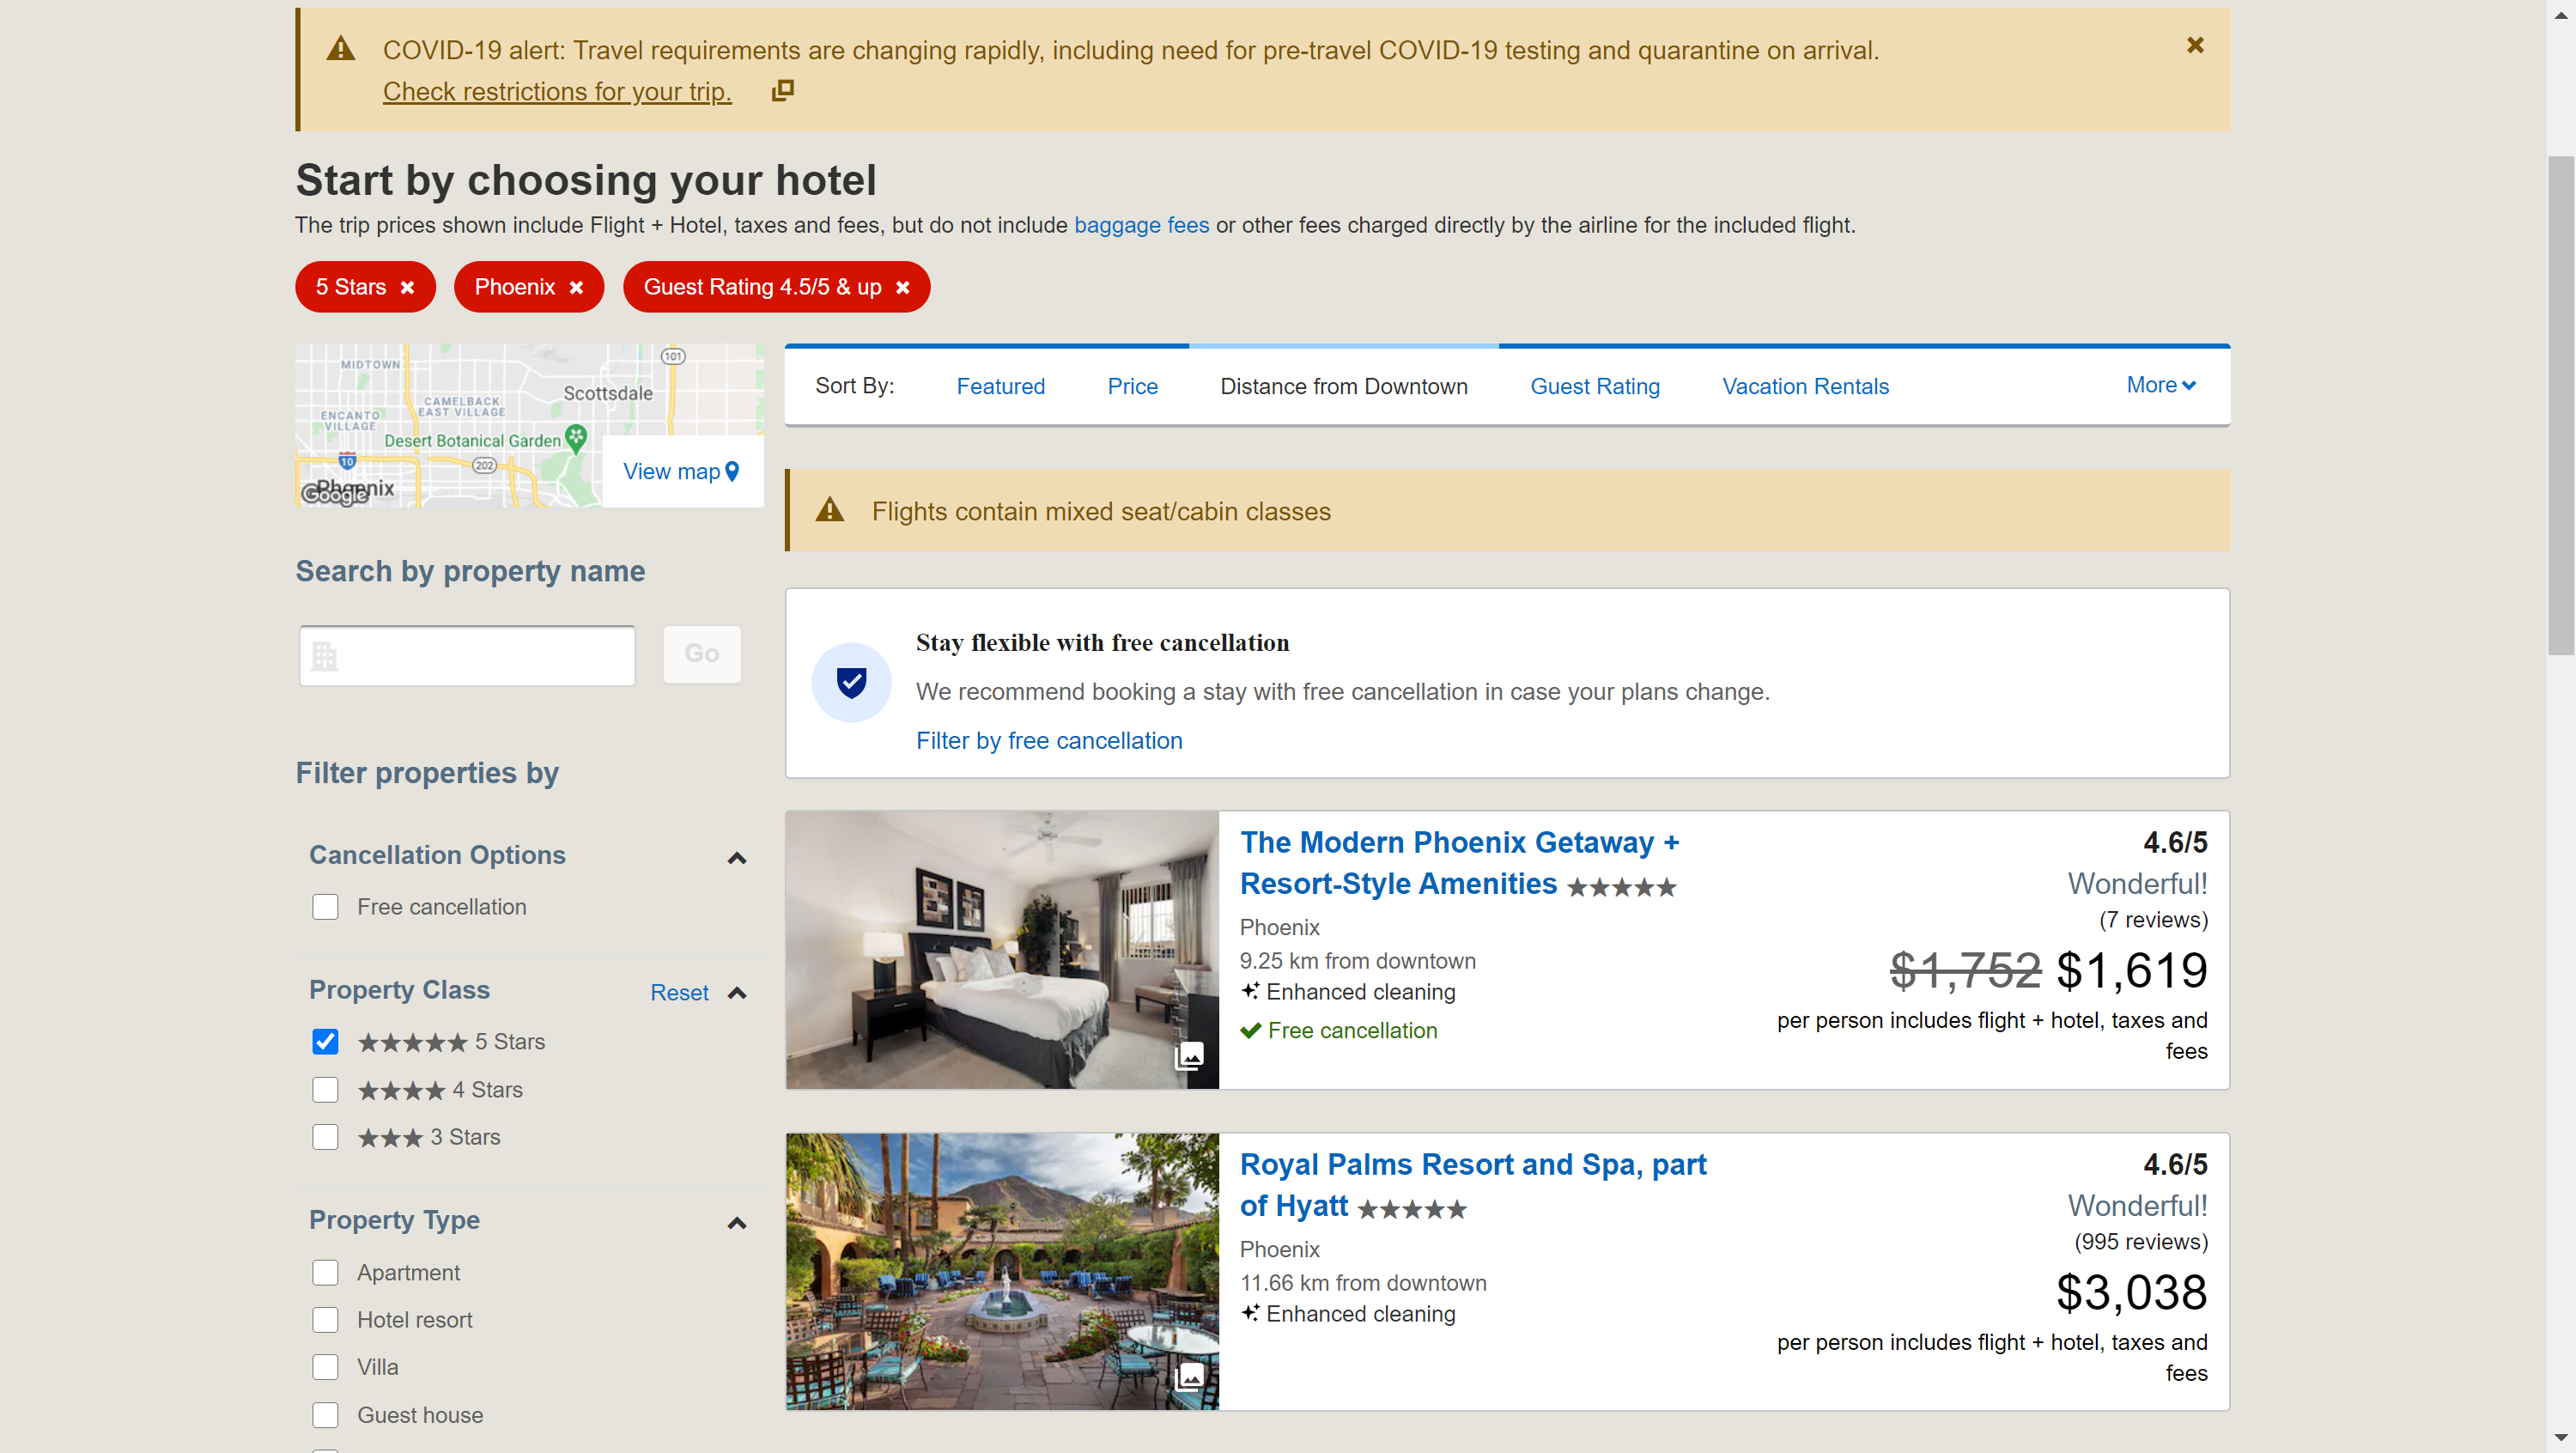 COVID-19 alert: Travel requirements are changing rapidly, including need for pre-travel COVID-19 testing and quarantine on arrival.
Check restrictions for your trip.
Start by choosing your hotel
The trip prices shown include Flight + Hotel, taxes and fees, but do not include baggage fees or other fees charged directly by the airline for the included flight.
5 Stars
Phoenix
Guest Rating 4.5/5 & up
MIDTOWN
101
Scottsdale
CAMELBACK
EAST VILLAGE
ENCANTO
VILLAGE
Desert Botanical Garden
10
202
Phoenix
Google
View map
Sort By:
Featured
Price
Distance from Downtown
Guest Rating
Vacation Rentals
More
Flights contain mixed seat/cabin classes
Search by property name
Go
Stay flexible with free cancellation
We recommend booking a stay with free cancellation in case your plans change.
Filter by free cancellation
Filter properties by
Cancellation Options
Free cancellation
Property Class
Reset
5 Stars
4 Stars
3 Stars
Property Type
Apartment
Hotel resort
Villa
Guest house
The Modern Phoenix Getaway +
Resort-Style Amenities
Phoenix
9.25 km from downtown
Enhanced cleaning
Free cancellation
4.6/5
Wonderful!
(7 reviews)
$1,752 $1,619
per person includes flight + hotel, taxes and
fees
Royal Palms Resort and Spa, part
of Hyatt
Phoenix
11.66 km from downtown
Enhanced cleaning
4.6/5
Wonderful!
(995 reviews)
$3,038
per person includes flight + hotel, taxes and
fees